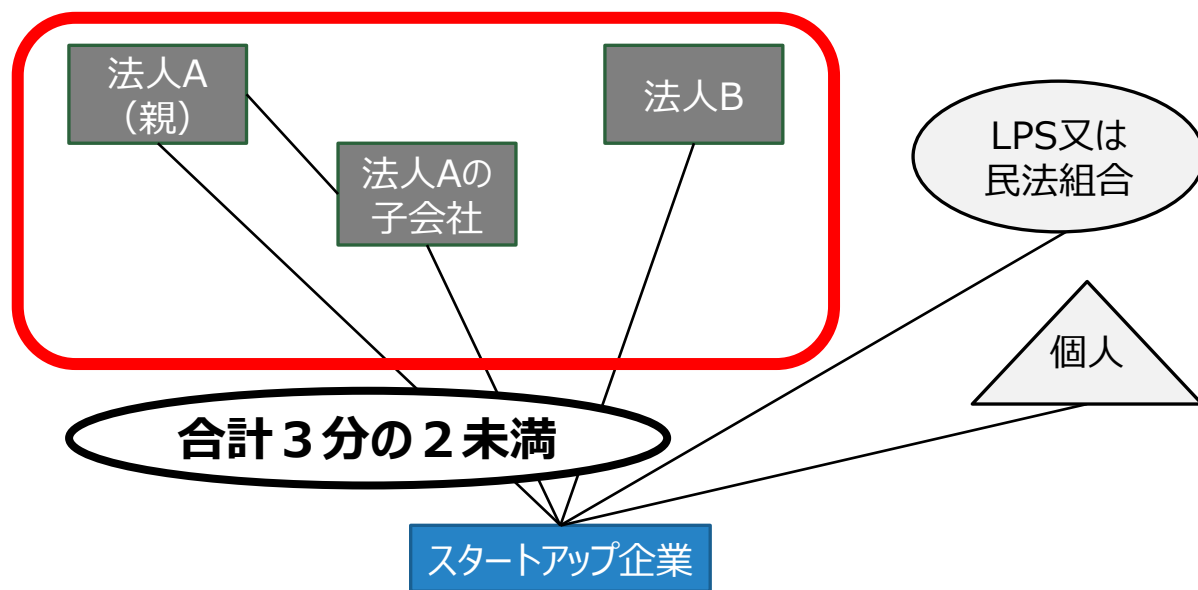 法人A
（親）
法人B
法人Aの
子会社
LPS又は
民法組合
個人
合計３分の２未満
スタートアップ企業